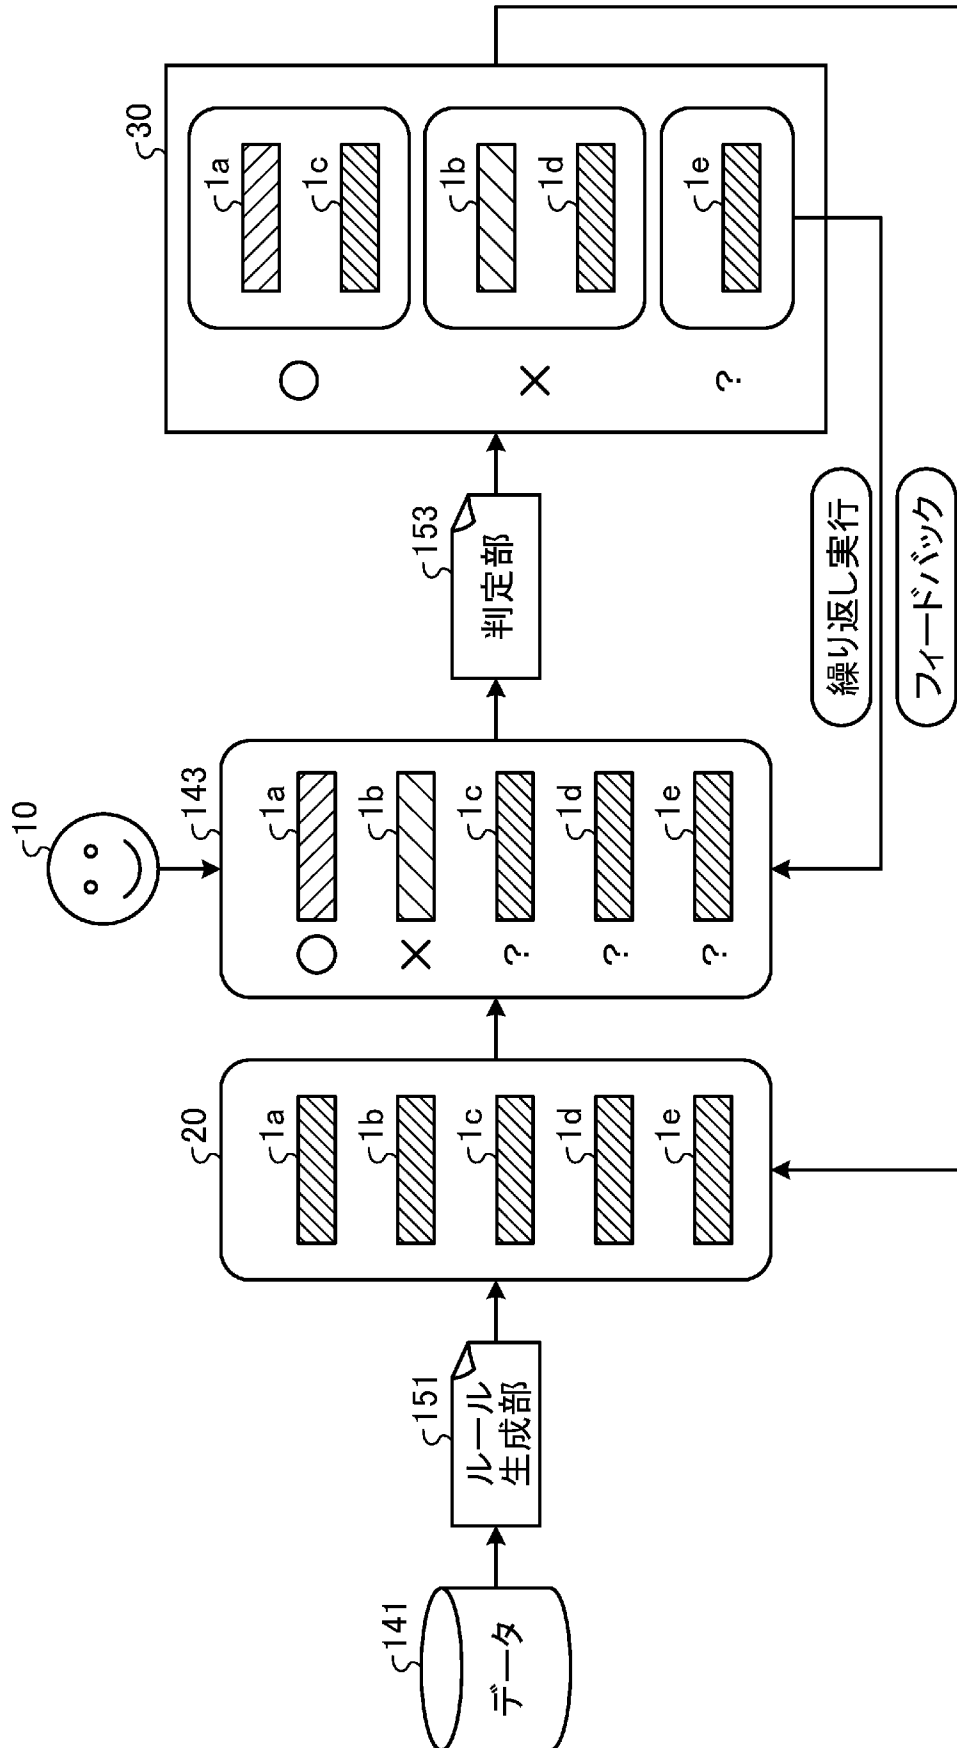 141
データ
151
ルール
生成部
20
1a
1b
1c
1d
1e
10
143
○ 1a
× 1b
? 1c
? 1d
? 1e
153
判定部
30
○
1a
1c
×
1b
1d
?
1e
繰り返し実行
フィードバック